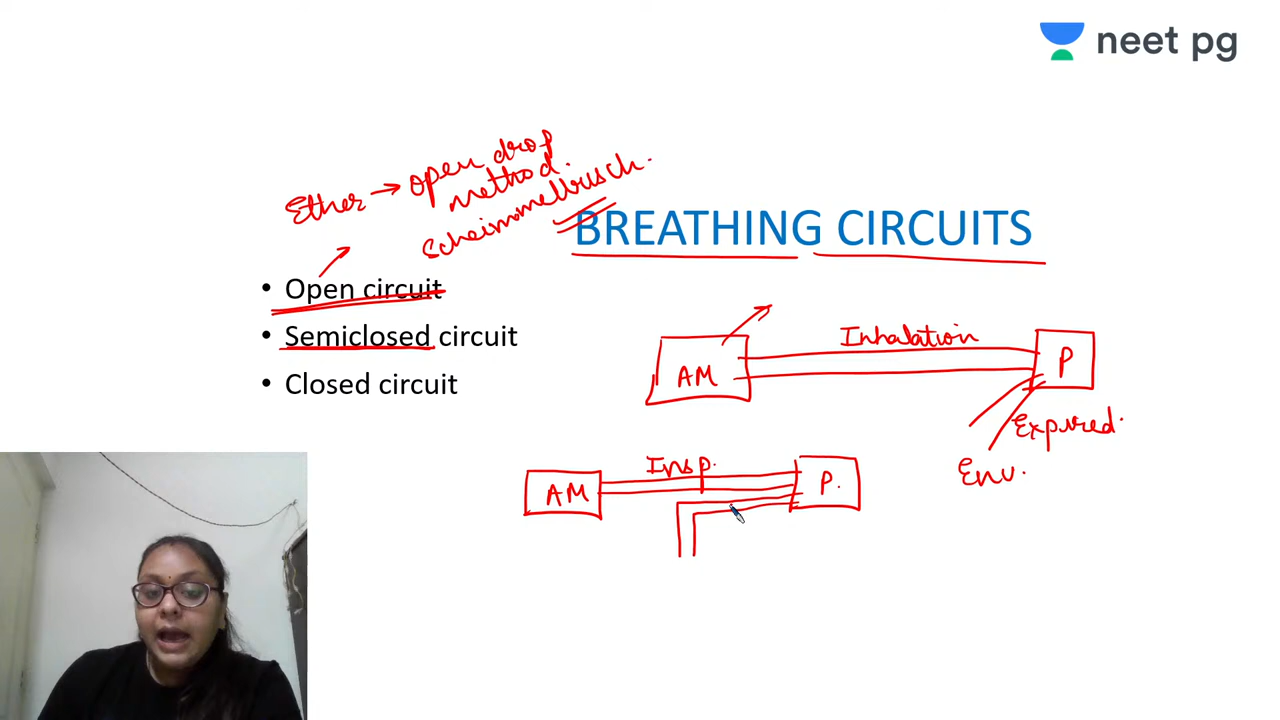 neet pg
Ether → open drop
method.
Scheimmelbusch.
BREATHING CIRCUITS
• Open circuit
• Semiclosed circuit
• Closed circuit
Inhalation
AM
P
Expired.
Env.
Insp.
AM
P.